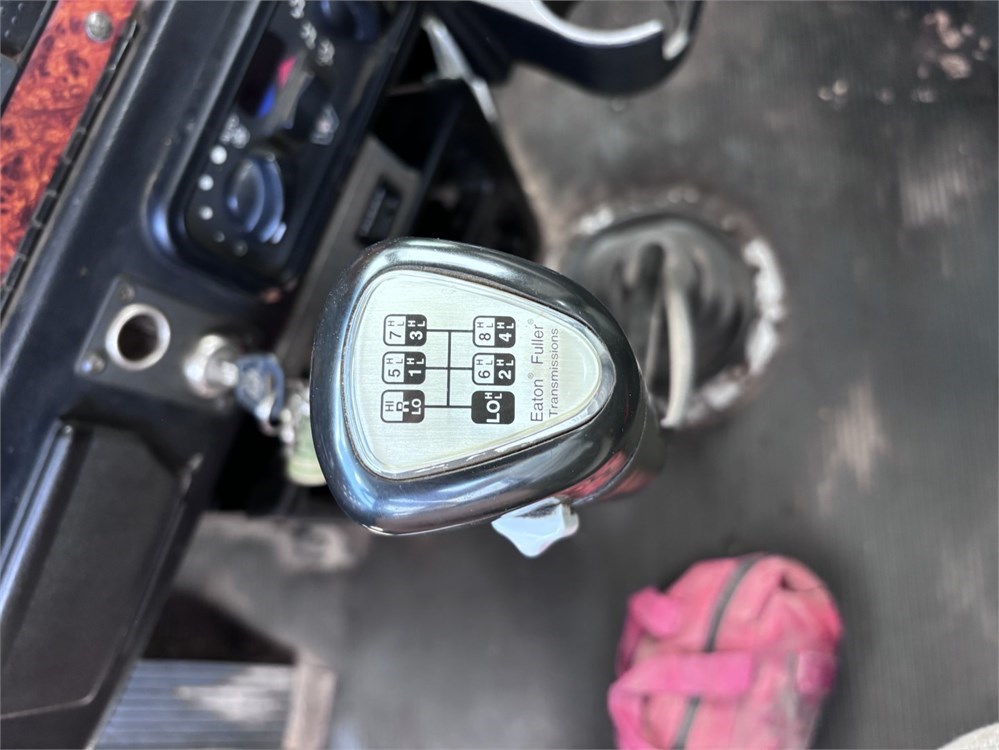 HI 5 H L 7 H L
R
LO 1 H L 3 H L
LO H L 6 H L 8 H L
2 H L 4 H L
Eaton® Fuller®
Transmissions